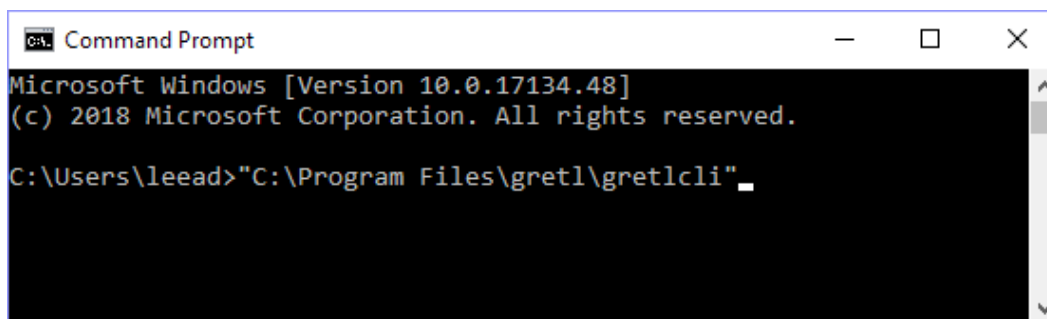 Command Prompt
Microsoft Windows [Version 10.0.17134.48]
(c) 2018 Microsoft Corporation. All rights reserved.
C:\Users\leead>"C:\Program Files\gretl\gretlcli"